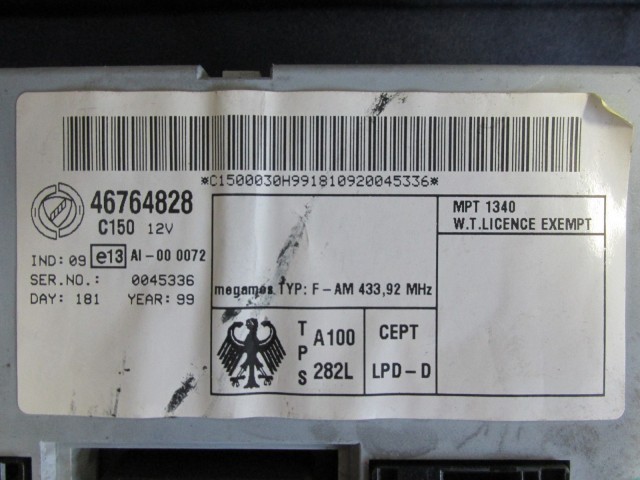 *C1500030H991810920045336*
46764828
C150 12V
IND: 09 e13 AI-00 0072
SER.NO.: 0045336
DAY: 181 YEAR: 99
megamos TYP: F-AM 433,92 MHz
TPS
A100
282L
CEPT
LPD-D
MPT 1340
W.T.LICENCE EXEMPT